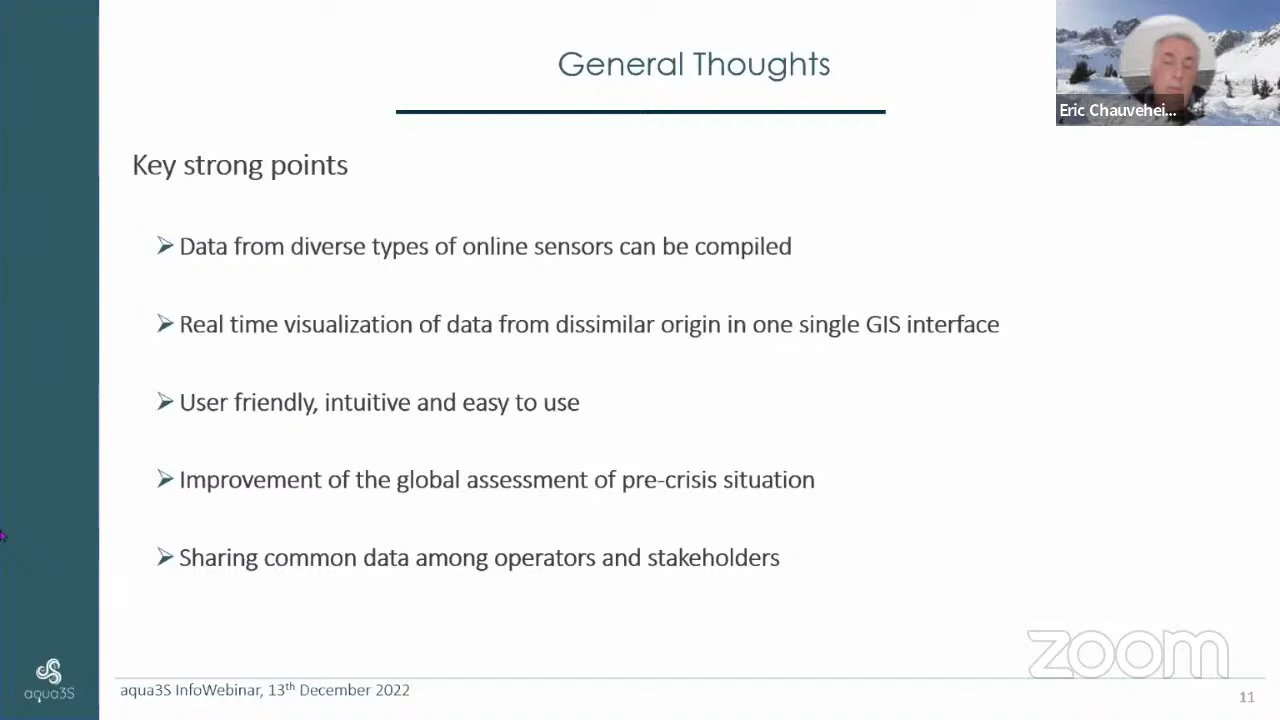 General Thoughts
Eric Chauvehei...
Key strong points
Data from diverse types of online sensors can be compiled
Real time visualization of data from dissimilar origin in one single GIS interface
User friendly, intuitive and easy to use
Improvement of the global assessment of pre-crisis situation
Sharing common data among operators and stakeholders
zoom
aqua3S
aqua3S InfoWebinar, 13th December 2022
11